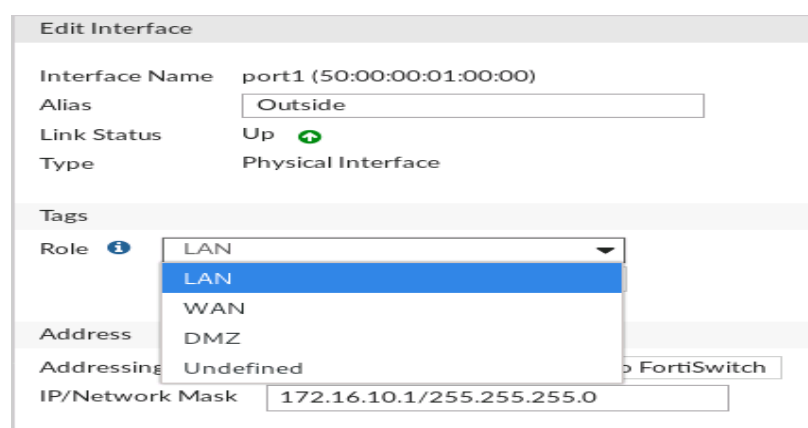 Edit Interface
Interface Name port1 (50:00:00:01:00:00)
Alias Outside
Link Status Up
Type Physical Interface
Tags
Role LAN
LAN
WAN
DMZ
Undefined
Address
Addressing FortiSwitch
IP/Network Mask 172.16.10.1/255.255.255.0